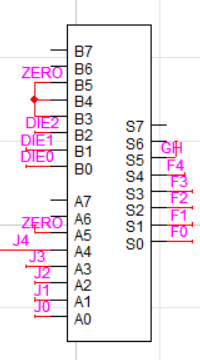 B7
ZERO B6
B5
B4
B3
DIE2 B2
DIE1 B1
DIE0 B0
S7
S6
GH S5
F4 S4
F3 S3
F2 S2
F1 S1
F0 S0
A7
A6
ZERO A5
J4 A4
J3 A3
J2 A2
J1 A1
J0 A0